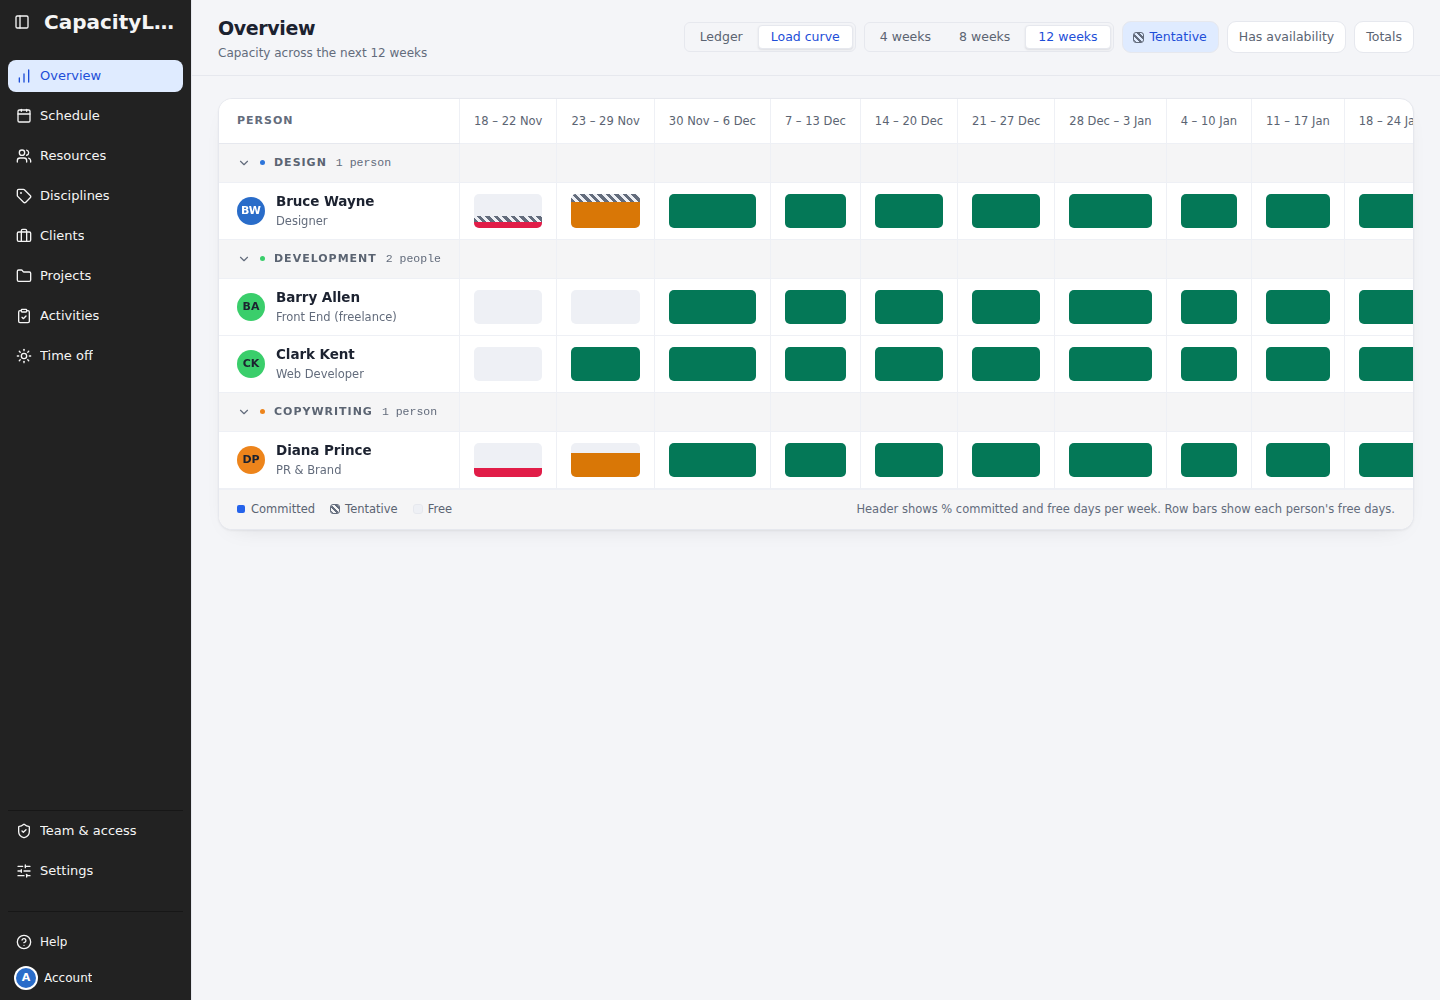 CapacityL...
Overview
Schedule
Resources
Disciplines
Clients
Projects
Activities
Time off
Team & access
Settings
Help
A Account
Overview
Capacity across the next 12 weeks
Ledger Load curve 4 weeks 8 weeks 12 weeks Tentative Has availability Totals
PERSON 18 – 22 Nov 23 – 29 Nov 30 Nov – 6 Dec 7 – 13 Dec 14 – 20 Dec 21 – 27 Dec 28 Dec – 3 Jan 4 – 10 Jan 11 – 17 Jan 18 – 24 Ja
DESIGN 1 person
BW Bruce Wayne
Designer
DEVELOPMENT 2 people
BA Barry Allen
Front End (freelance)
CK Clark Kent
Web Developer
COPYWRITING 1 person
DP Diana Prince
PR & Brand
Committed Tentative Free Header shows % committed and free days per week. Row bars show each person's free days.